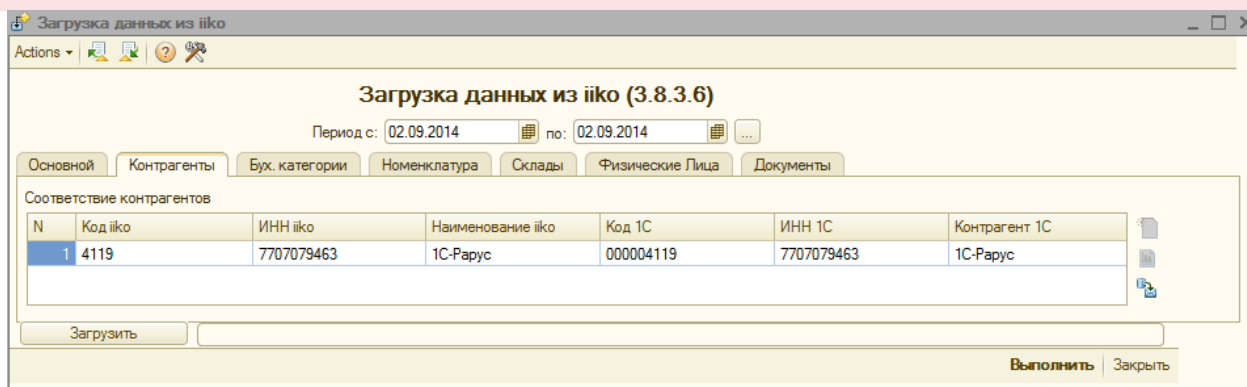 Загрузка данных из iiko
Actions
Загрузка данных из iiko (3.8.3.6)
Период с: 02.09.2014 по: 02.09.2014 ...
Основной Контрагенты Бух. категории Номенклатура Склады Физические Лица Документы
Соответствие контрагентов
N Код iiko ИНН iiko Наименование iiko Код 1С ИНН 1С Контрагент 1С
1 4119 7707079463 1С-Рарус 000004119 7707079463 1С-Рарус
Загрузить
Выполнить Закрыть